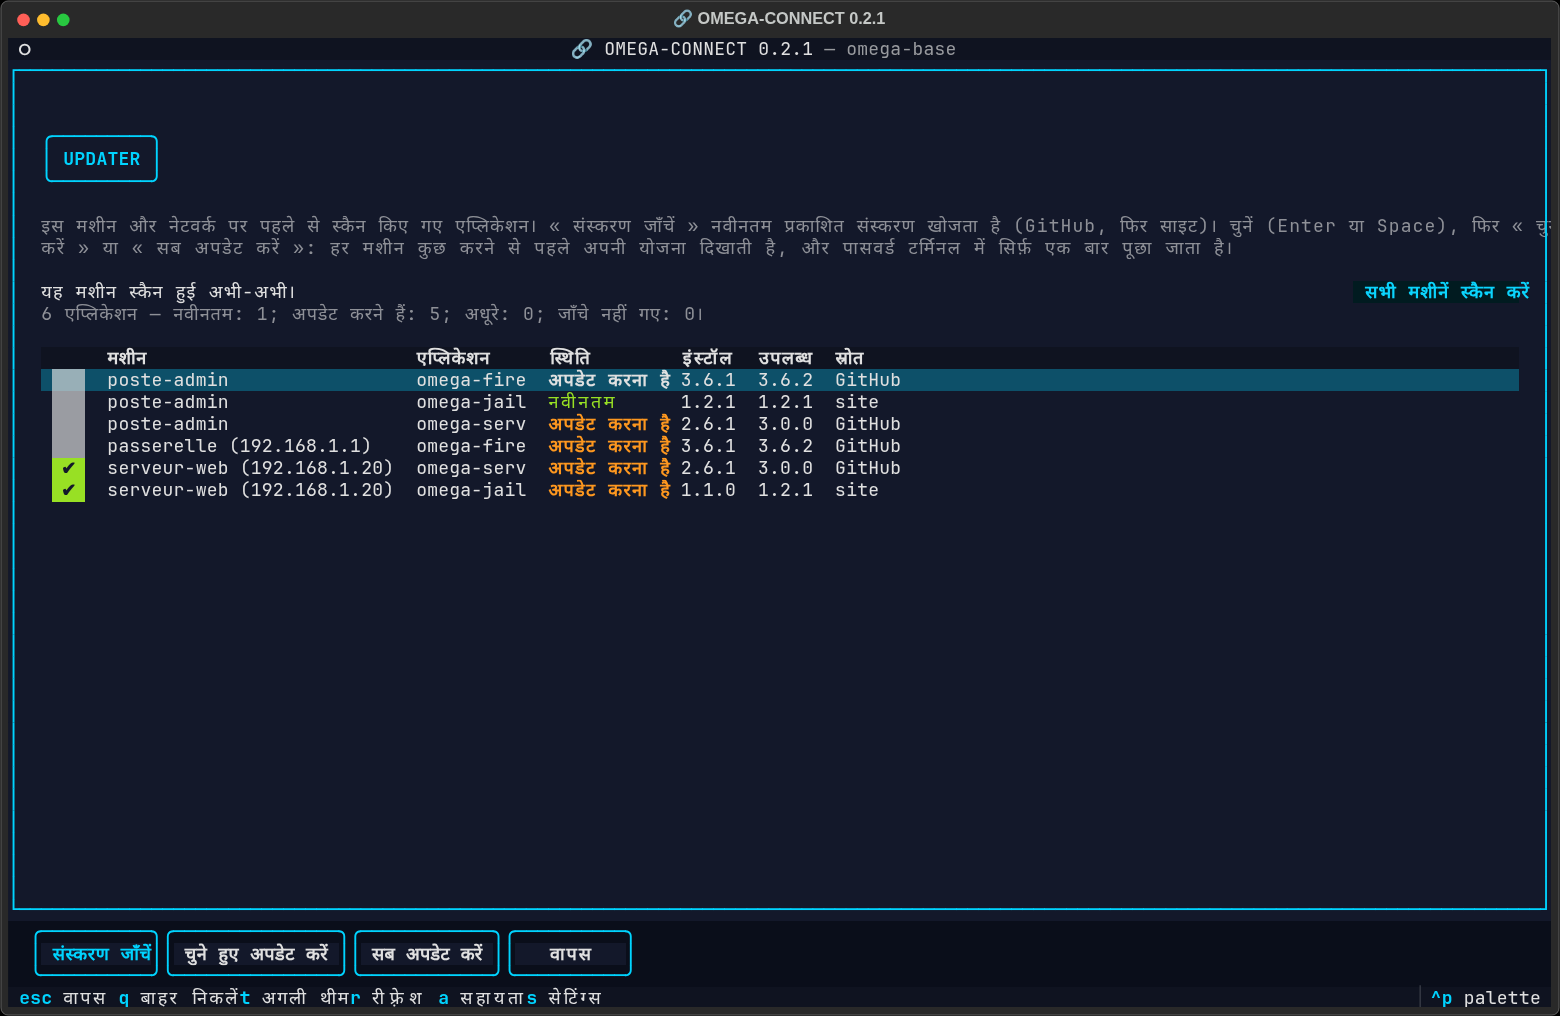 🔗 OMEGA-CONNECT 0.2.1
🔗 OMEGA-CONNECT 0.2.1 — omega-base
UPDATER
इस मशीन और नेटवर्क पर पहले से स्कैन किए गए एप्लिकेशन। « संस्करण जाँचें » नवीनतम प्रकाशित संस्करण खोजता है (GitHub, फिर साइट)। चुनें (Enter या Space), फिर «
करें » या « सब अपडेट करें »: हर मशीन कुछ करने से पहले अपनी योजना दिखाती है, और पासवर्ड टर्मिनल में सिर्फ़ एक बार पूछा जाता है।
यह मशीन स्कैन हुई अभी-अभी। सभी मशीनें स्कैन करें
6 एप्लिकेशन — नवीनतम: 1; अपडेट करने हैं: 5; अधूरे: 0; जाँचे नहीं गए: 0।
मशीन एप्लिकेशन स्थिति इंस्टॉल उपलब्ध स्रोत
poste-admin omega-fire अपडेट करना है 3.6.1 3.6.2 GitHub
poste-admin omega-jail नवीनतम 1.2.1 1.2.1 site
poste-admin omega-serv अपडेट करना है 2.6.1 3.0.0 GitHub
passerelle (192.168.1.1) omega-fire अपडेट करना है 3.6.1 3.6.2 GitHub
✔ serveur-web (192.168.1.20) omega-serv अपडेट करना है 2.6.1 3.0.0 GitHub
✔ serveur-web (192.168.1.20) omega-jail अपडेट करना है 1.1.0 1.2.1 site
संस्करण जाँचें चुने हुए अपडेट करें सब अपडेट करें वापस
esc वापस q बाहर निकलें t अगली थीम r रीफ़्रेश a सहायता s सेटिंग्स ^p palette